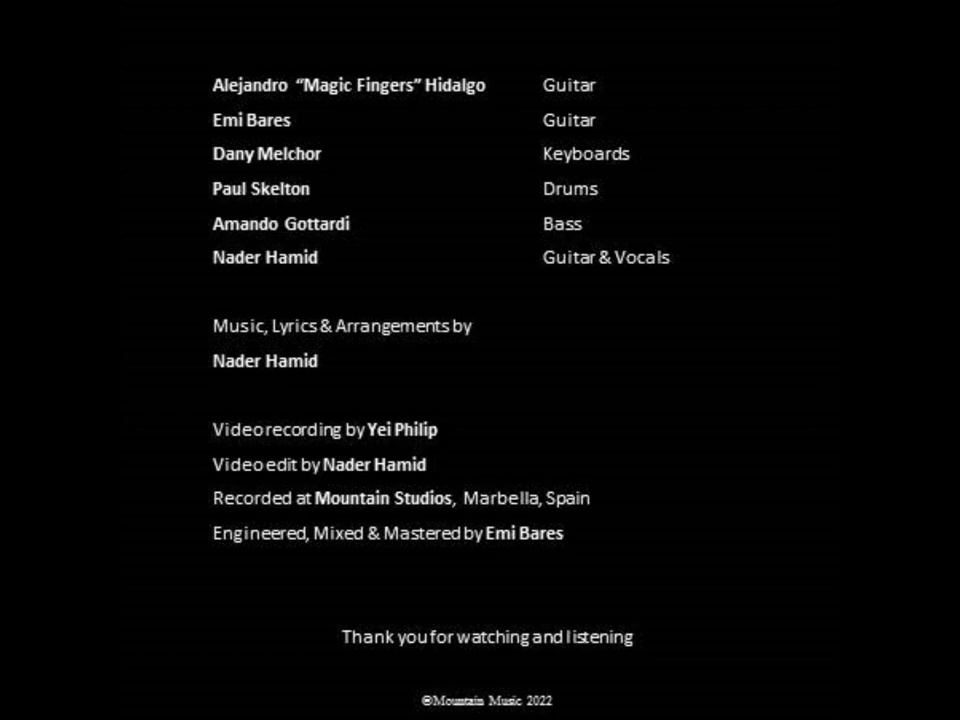 Alejandro “Magic Fingers” Hidalgo Guitar
Emi Bares Guitar
Dany Melchor Keyboards
Paul Skelton Drums
Amando Gottardi Bass
Nader Hamid Guitar & Vocals
Music, Lyrics & Arrangements by
Nader Hamid
Video recording by Yei Philip
Video edit by Nader Hamid
Recorded at Mountain Studios, Marbella, Spain
Engineered, Mixed & Mastered by Emi Bares
Thank you for watching and listening
©Mountain Music 2022